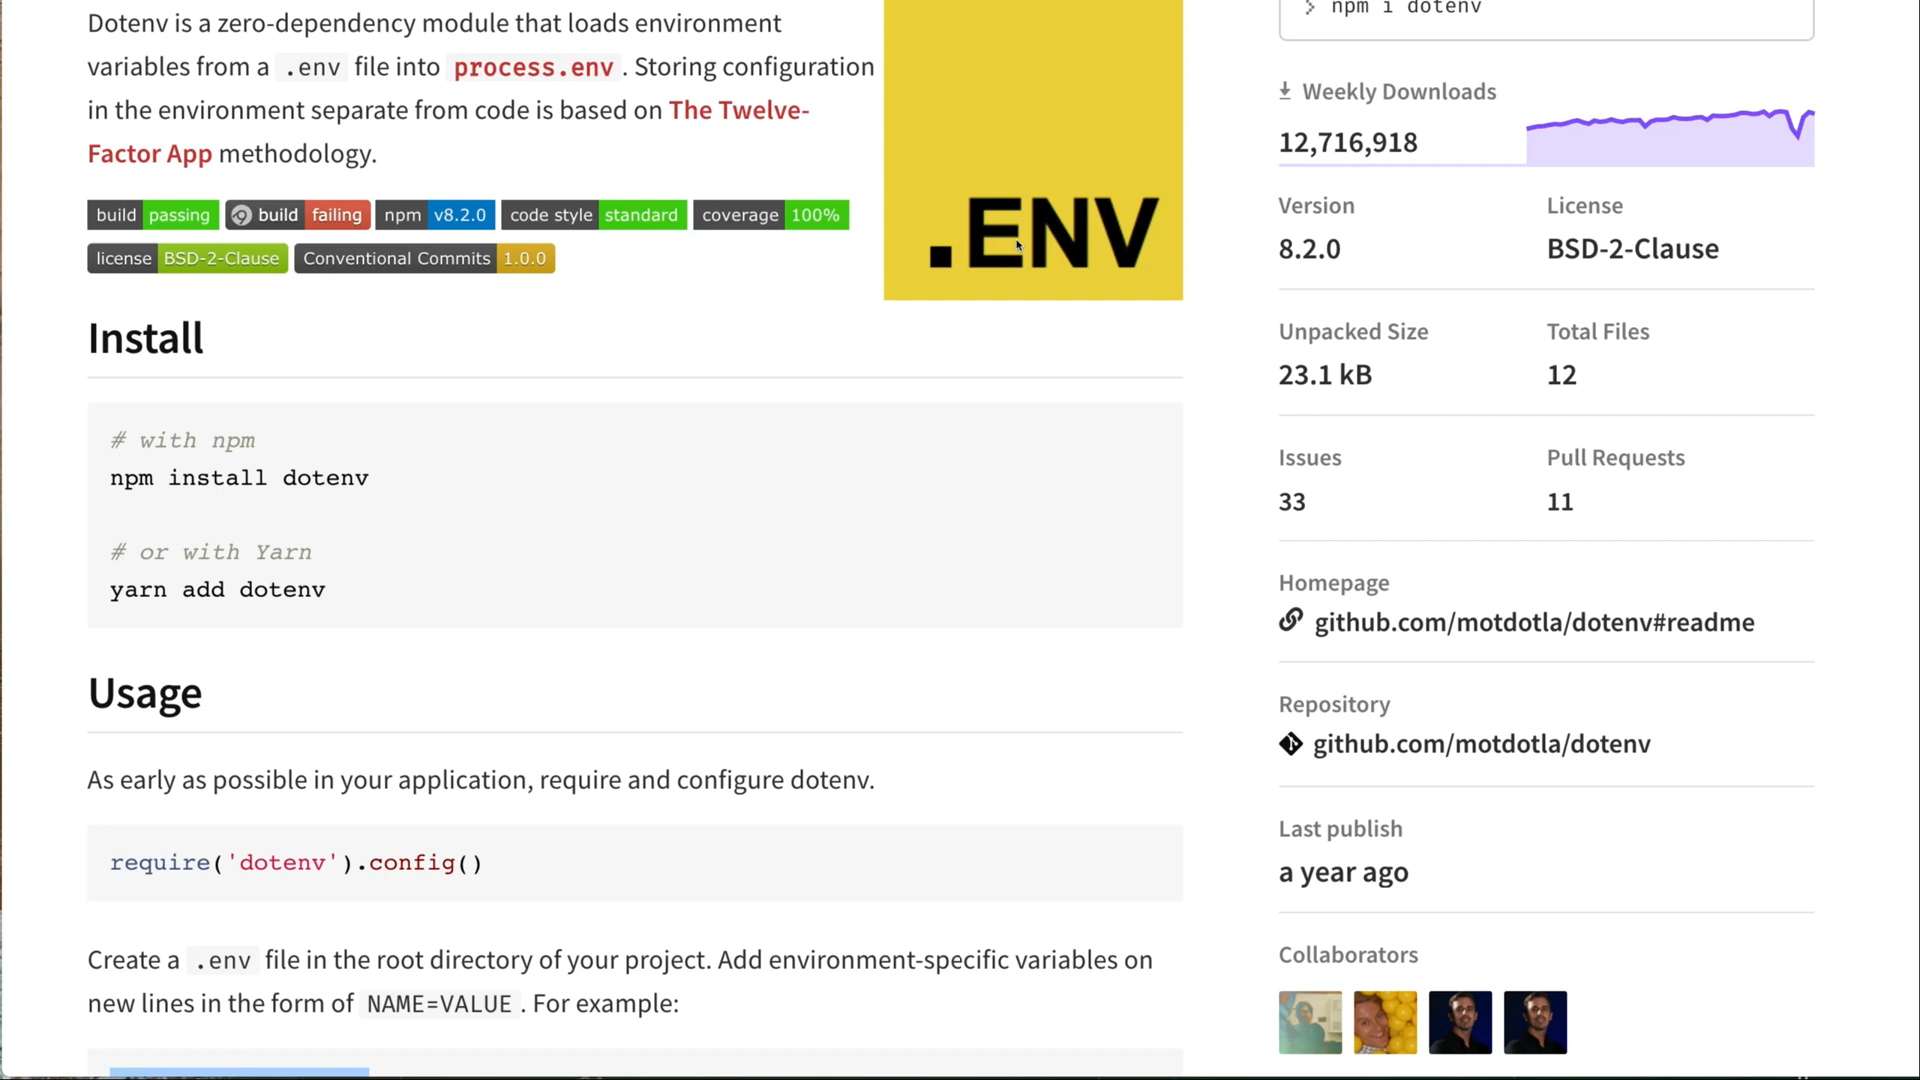 Dotenv is a zero-dependency module that loads environment
variables from a .env file into process.env . Storing configuration
in the environment separate from code is based on The Twelve-
Factor App methodology.
build passing build failing npm v8.2.0 code style standard coverage 100%
license BSD-2-Clause Conventional Commits 1.0.0
.ENV
Install
# with npm
npm install dotenv
# or with Yarn
yarn add dotenv
Usage
As early as possible in your application, require and configure dotenv.
require('dotenv').config()
Create a .env file in the root directory of your project. Add environment-specific variables on
new lines in the form of NAME=VALUE . For example:
> npm i dotenv
Weekly Downloads
12,716,918
Version
8.2.0
License
BSD-2-Clause
Unpacked Size
23.1 kB
Total Files
12
Issues
33
Pull Requests
11
Homepage
github.com/motdotla/dotenv#readme
Repository
github.com/motdotla/dotenv
Last publish
a year ago
Collaborators